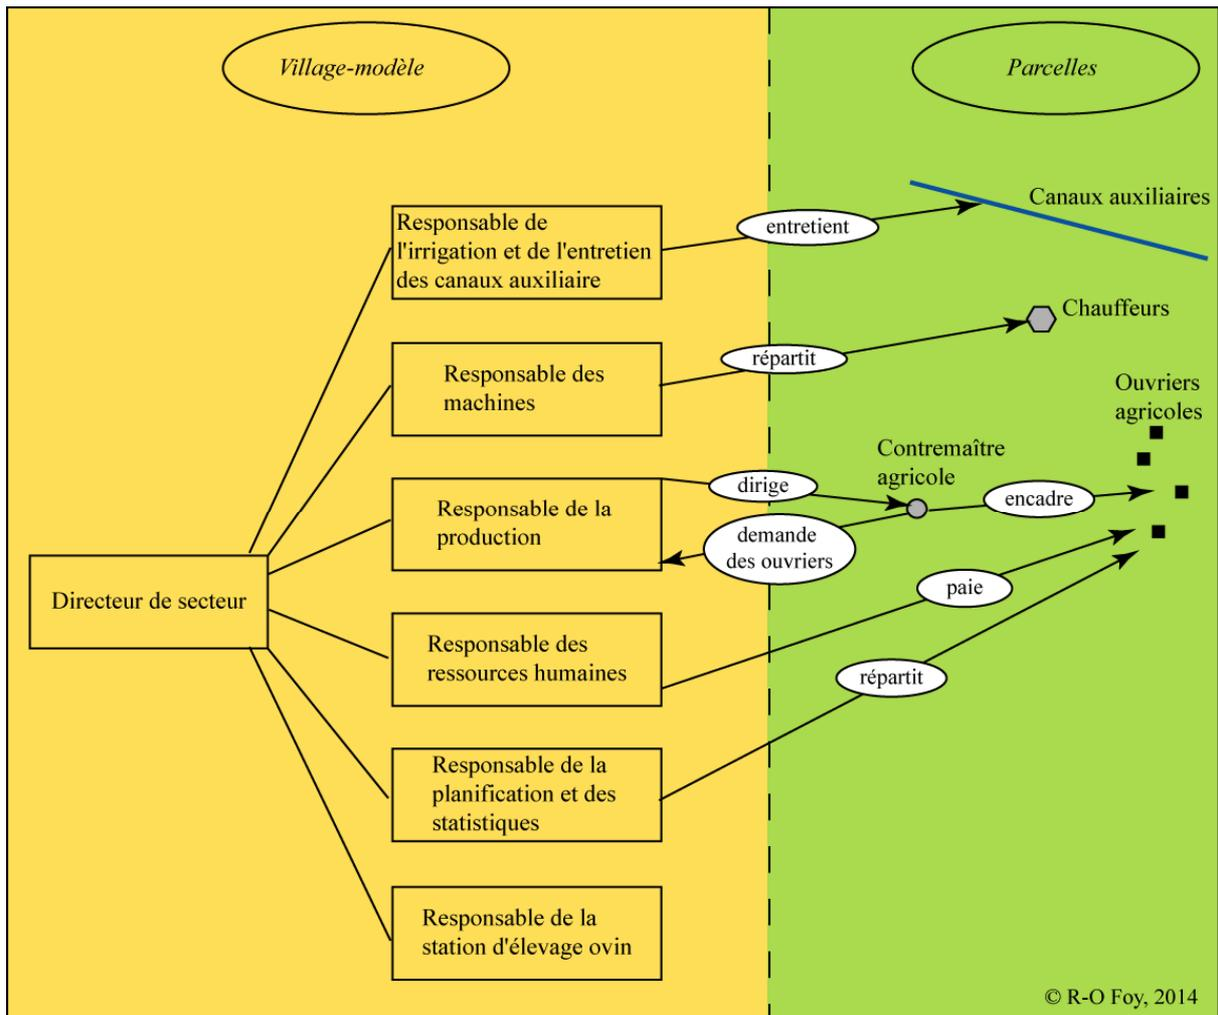 Village-modèle
Parcelles
Responsable de
l'irrigation et de l'entretien
des canaux auxiliaire
entretient
Canaux auxiliaires
Responsable des
machines
répartit
Chauffeurs
Ouvriers
agricoles
Responsable de la
production
dirige
demande
des ouvriers
Contremaître
agricole
encadre
Directeur de secteur
Responsable des
ressources humaines
paie
Responsable de la
planification et des
statistiques
répartit
Responsable de la
station d'élevage ovin
© R-O Foy, 2014